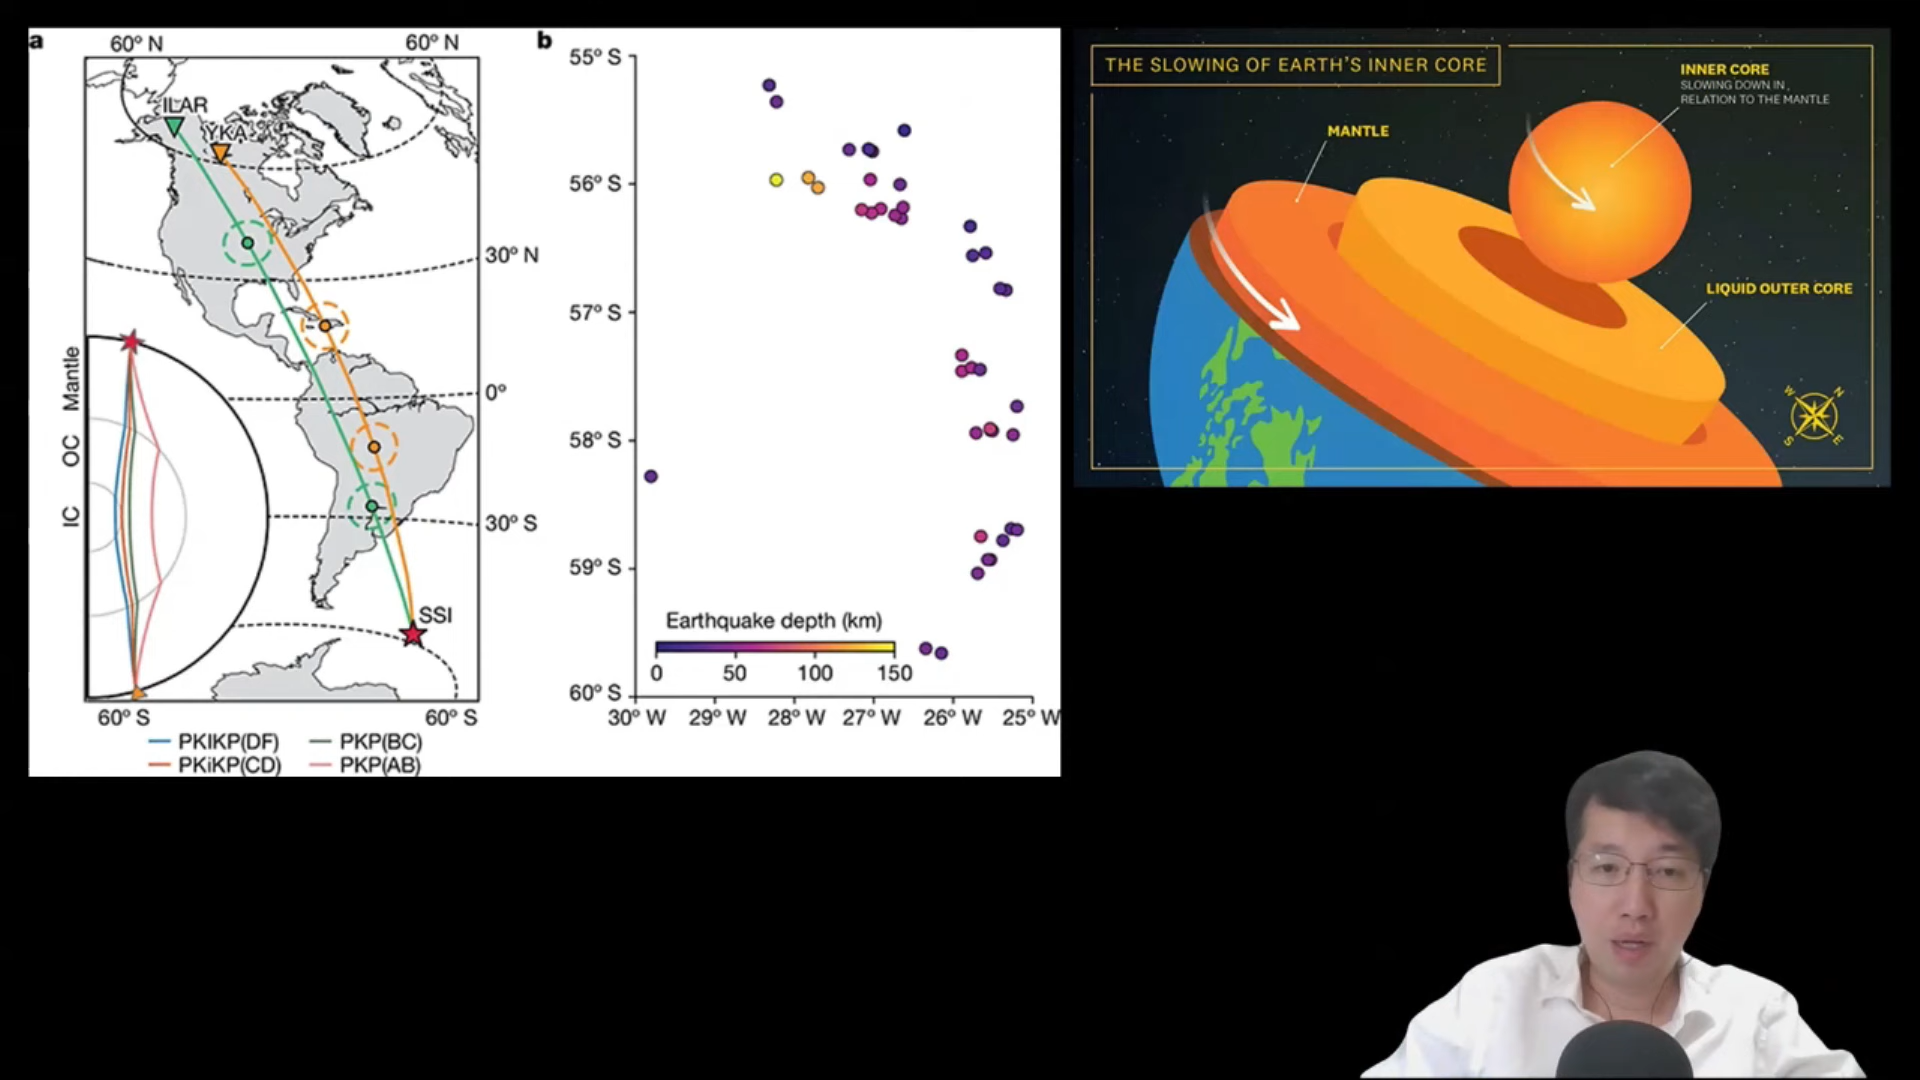 a
60° N
60° N
ILAR
YKA
30° N
0°
30° S
SSI
Mantle
OC
IC
60° S
60° S
PKIKP(DF)
PKP(BC)
PKiKP(CD)
PKP(AB)
b
55° S
56° S
57° S
58° S
59° S
60° S
Earthquake depth (km)
0 50 100 150
30° W 29° W 28° W 27° W 26° W 25° W
THE SLOWING OF EARTH'S INNER CORE
INNER CORE
SLOWING DOWN IN
RELATION TO THE MANTLE
MANTLE
LIQUID OUTER CORE
W N
S E